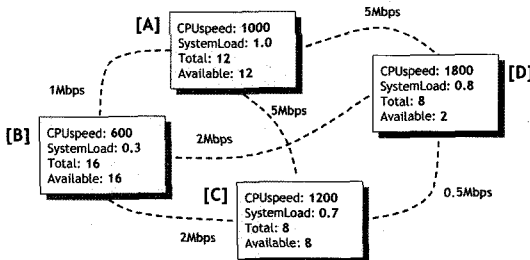 [A]
CPUspeed: 1000
SystemLoad: 1.0
Total: 12
Available: 12
5Mbps
[D]
CPUspeed: 1800
SystemLoad: 0.8
Total: 8
Available: 2
1Mbps
5Mbps
[B]
CPUspeed: 600
SystemLoad: 0.3
Total: 16
Available: 16
2Mbps
[C]
CPUspeed: 1200
SystemLoad: 0.7
Total: 8
Available: 8
0.5Mbps
2Mbps